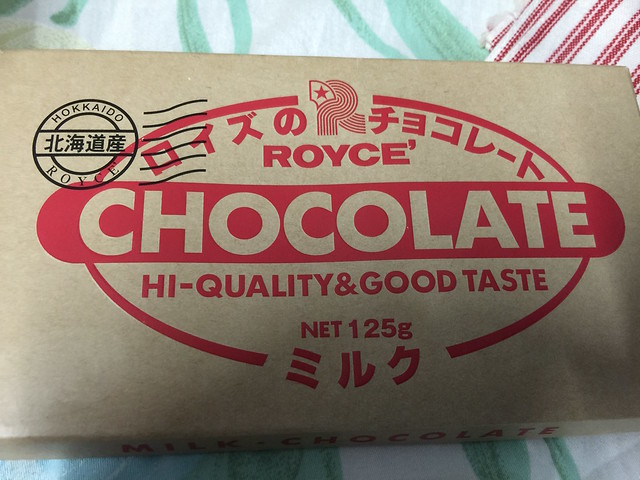 HOKKAIDO
北海道産
ROYCE'
ロイズの R チョコレート
ROYCE'
CHOCOLATE
HI-QUALITY&GOOD TASTE
NET 125g
ミルク
MILK・CHOCOLATE